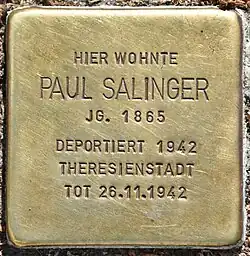 HIER WOHNTE
PAUL SALINGER
JG. 1865
DEPORTIERT 1942
THERESIENSTADT
TOT 26.11.1942